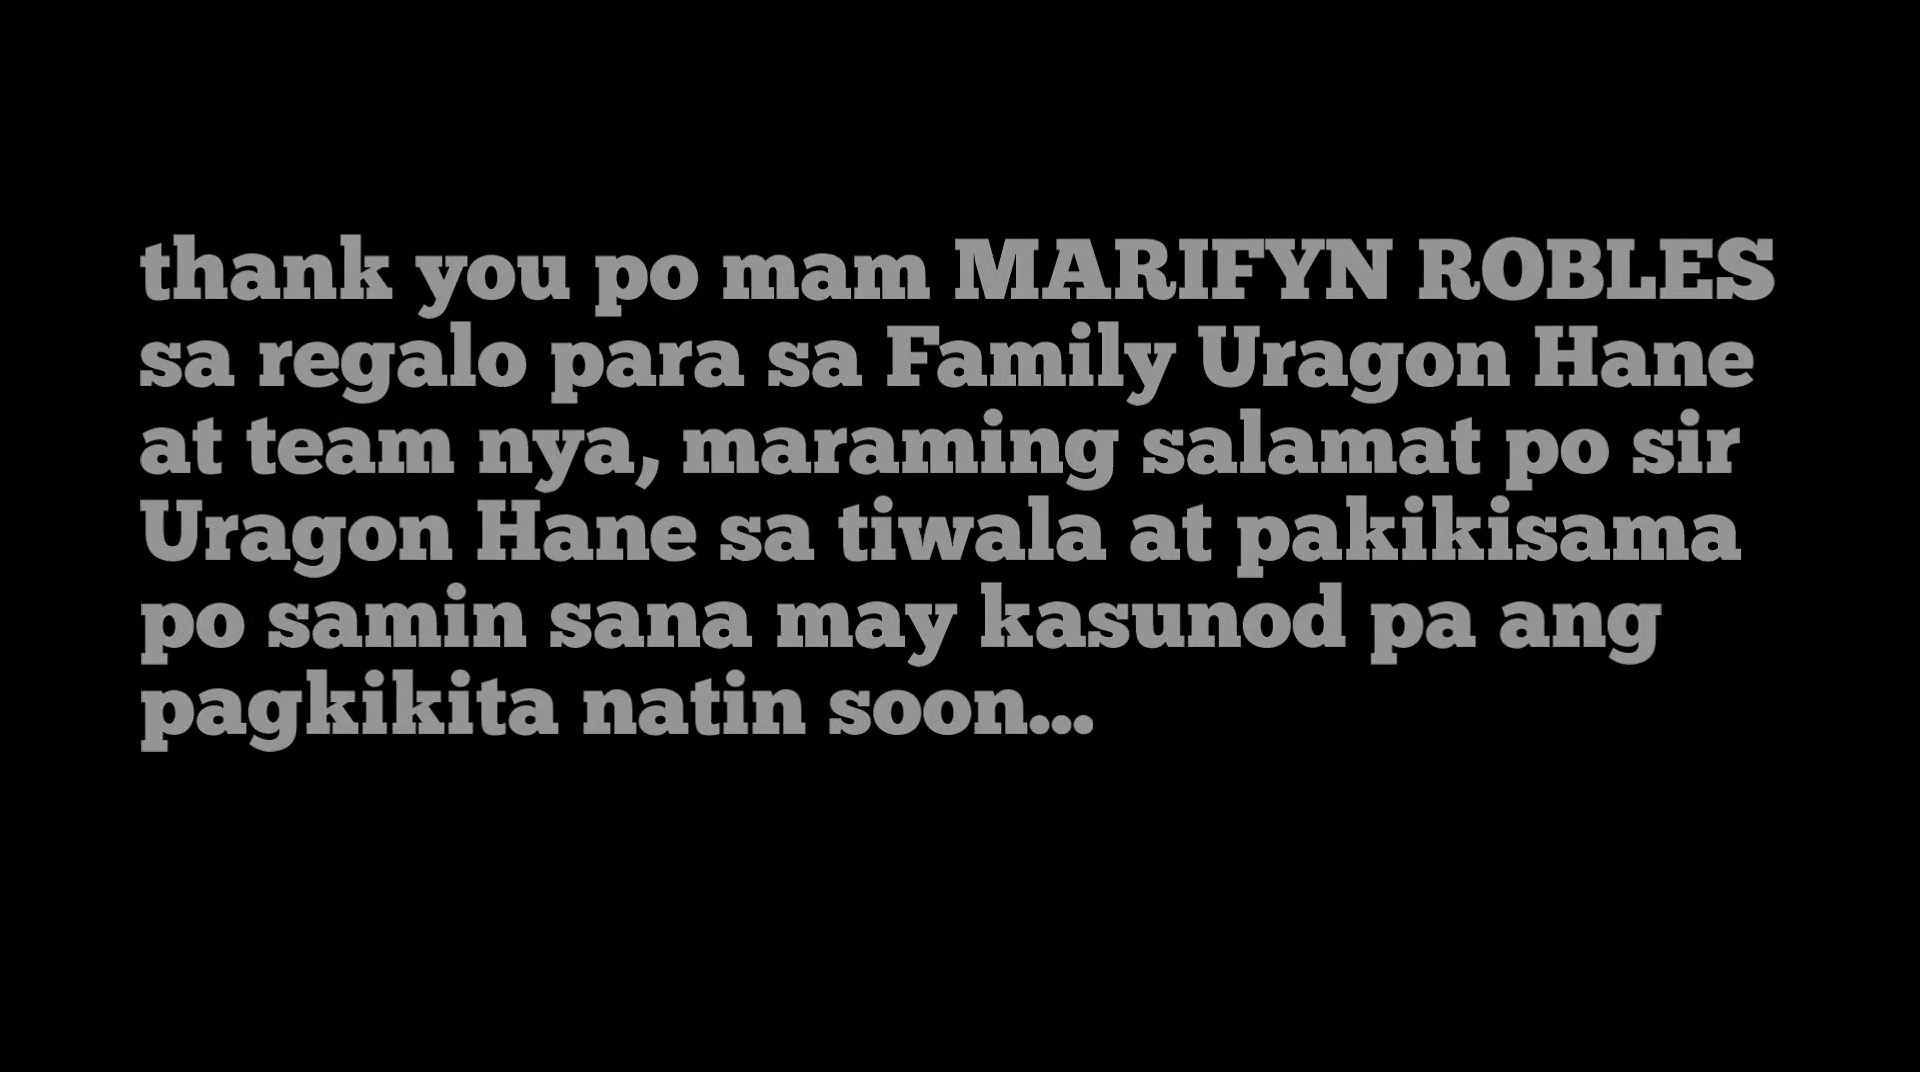 thank you po mam MARIFYN ROBLES
sa regalo para sa Family Uragon Hane
at team nya, maraming salamat po sir
Uragon Hane sa tiwala at pakikisama
po samin sana may kasunod pa ang
pagkikita natin soon...